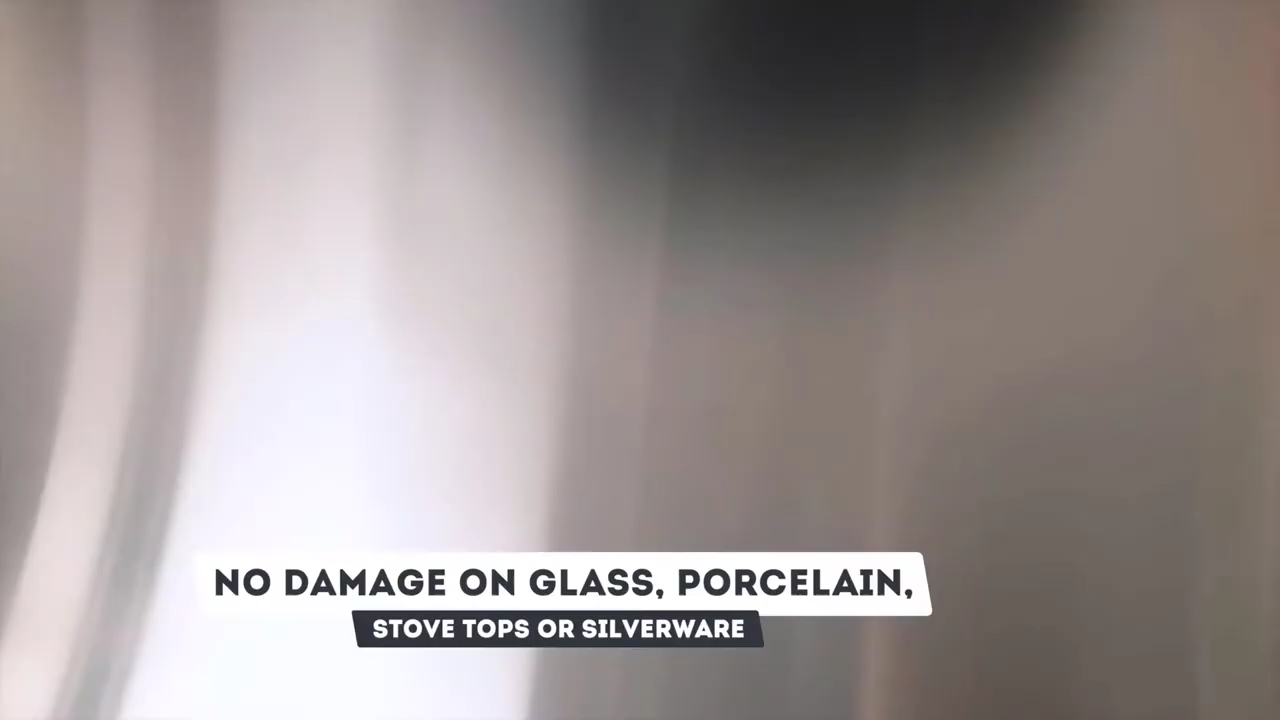 NO DAMAGE ON GLASS, PORCELAIN,
STOVE TOPS OR SILVERWARE